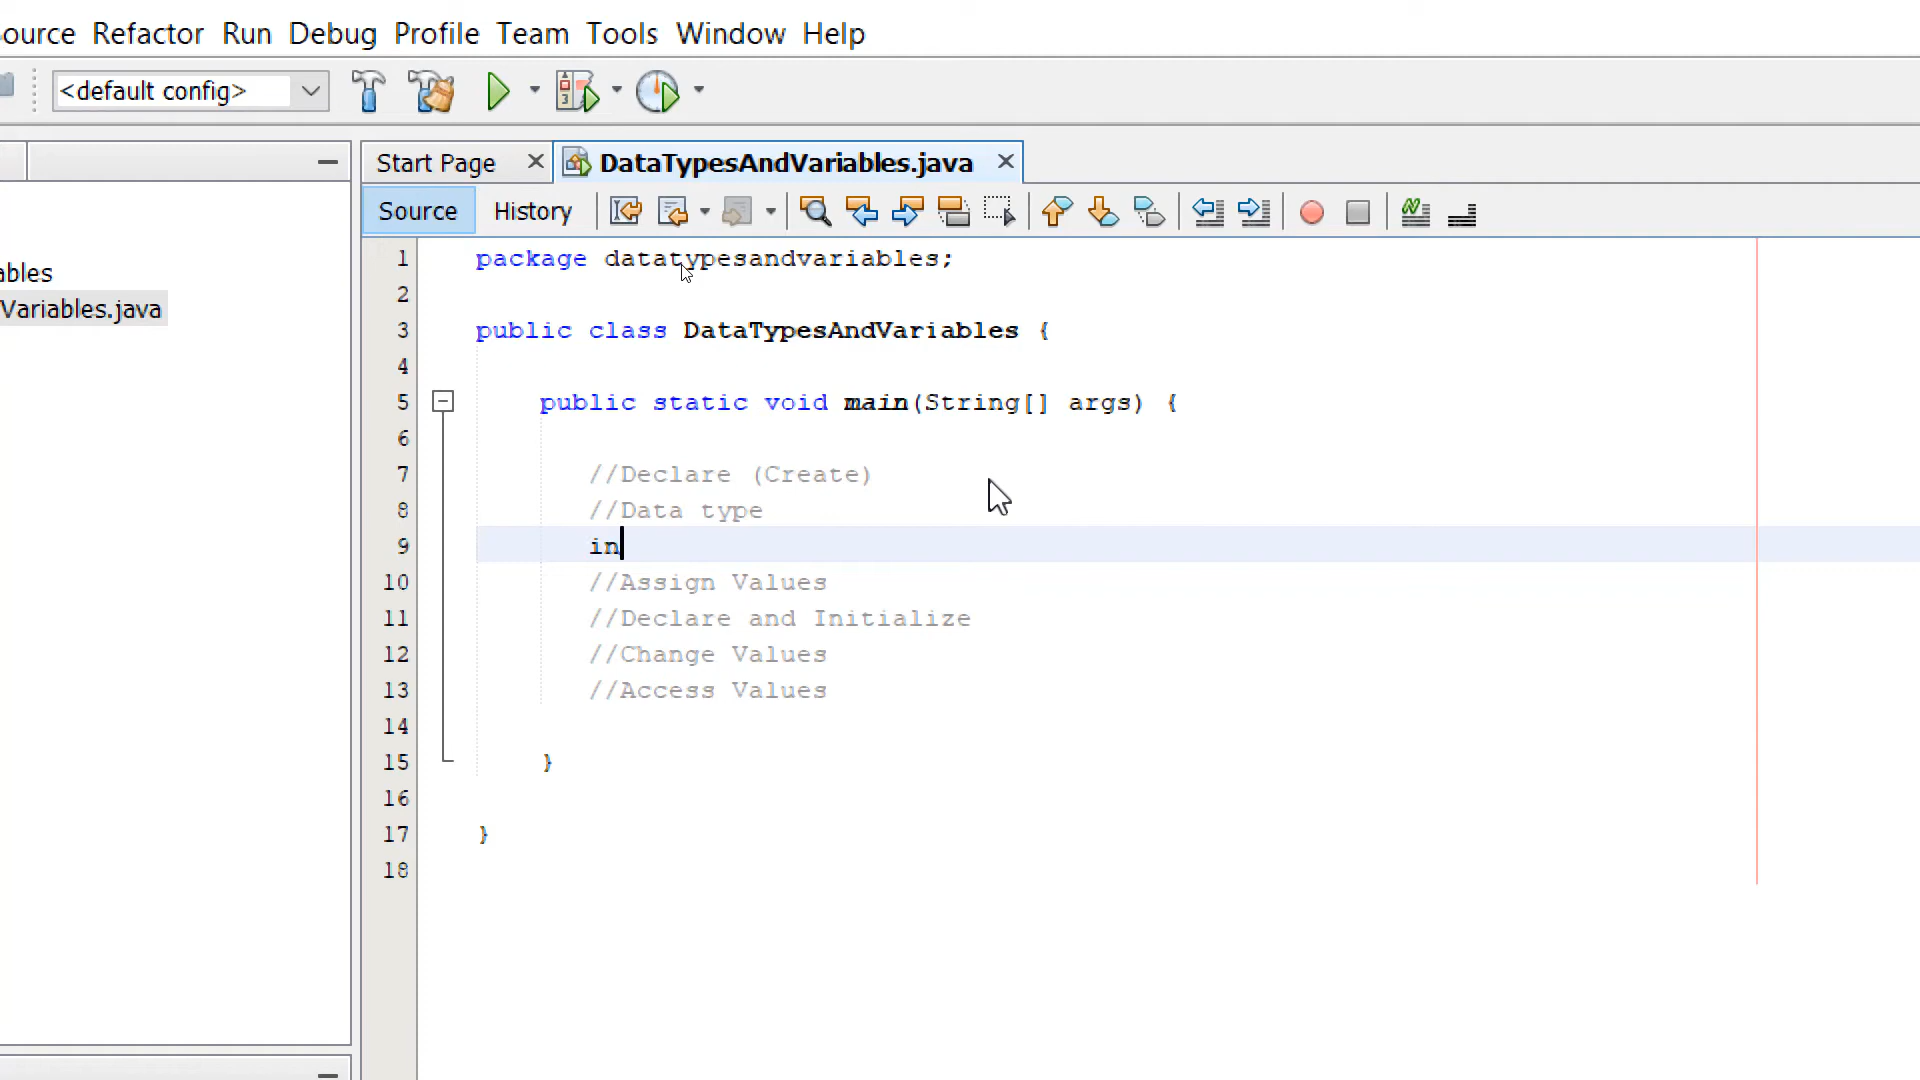 ource Refactor Run Debug Profile Team Tools Window Help
<default config>
Start Page DataTypesAndVariables.java
Source History
ables
Variables.java
1 package datatypesandvariables;
2
3 public class DataTypesAndVariables {
4
5 public static void main(String[] args) {
6
7 //Declare (Create)
8 //Data type
9 in
10 //Assign Values
11 //Declare and Initialize
12 //Change Values
13 //Access Values
14
15 }
16
17 }
18